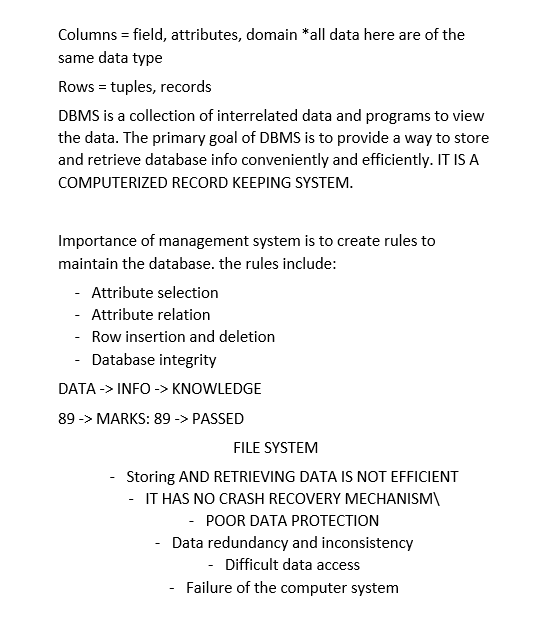 Columns = field, attributes, domain *all data here are of the
same data type
Rows = tuples, records
DBMS is a collection of interrelated data and programs to view
the data. The primary goal of DBMS is to provide a way to store
and retrieve database info conveniently and efficiently. IT IS A
COMPUTERIZED RECORD KEEPING SYSTEM.
Importance of management system is to create rules to
maintain the database. the rules include:
- Attribute selection
- Attribute relation
- Row insertion and deletion
- Database integrity
DATA -> INFO -> KNOWLEDGE
89 -> MARKS: 89 -> PASSED
FILE SYSTEM
- Storing AND RETRIEVING DATA IS NOT EFFICIENT
- IT HAS NO CRASH RECOVERY MECHANISM\
- POOR DATA PROTECTION
- Data redundancy and inconsistency
- Difficult data access
- Failure of the computer system